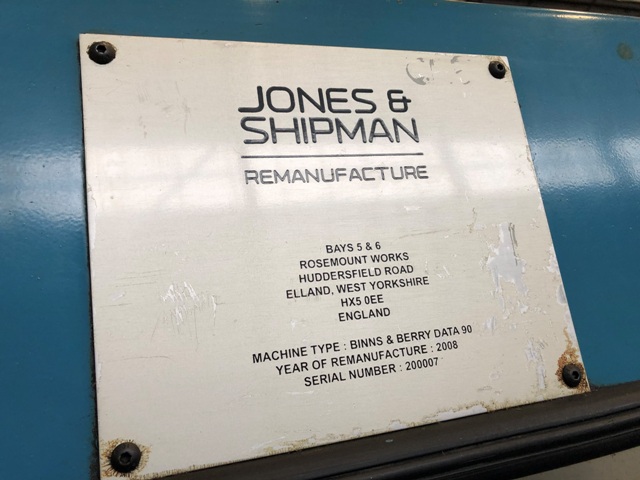 JONES &
SHIPMAN
REMANUFACTURE
BAYS 5 & 6
ROSEMOUNT WORKS
HUDDERSFIELD ROAD
ELLAND, WEST YORKSHIRE
HX5 0EE
ENGLAND
MACHINE TYPE : BINNS & BERRY DATA 90
YEAR OF REMANUFACTURE : 2008
SERIAL NUMBER : 200007